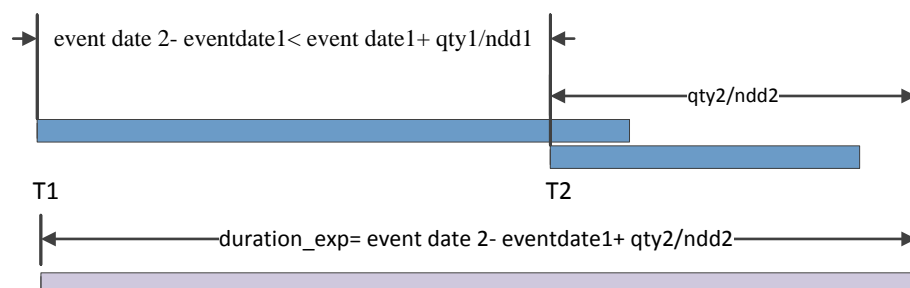 event date 2- eventdate1< event date1+ qty1/ndd1
qty2/ndd2
T1
T2
duration_exp= event date 2- eventdate1+ qty2/ndd2